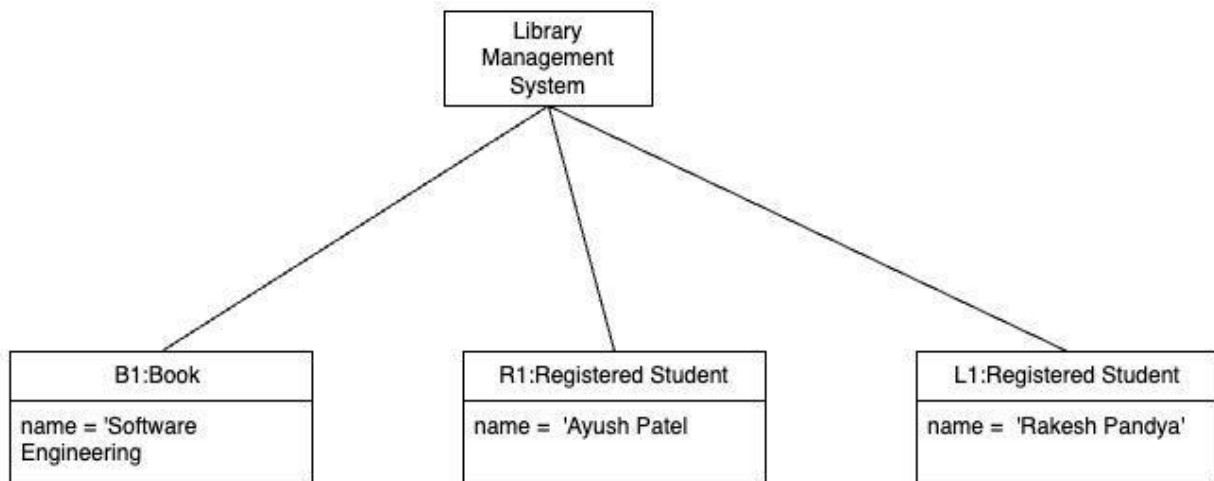 Library
Management
System
B1:Book
R1:Registered Student
L1:Registered Student
name = 'Software
Engineering
name =  'Ayush Patel
name =  'Rakesh Pandya'